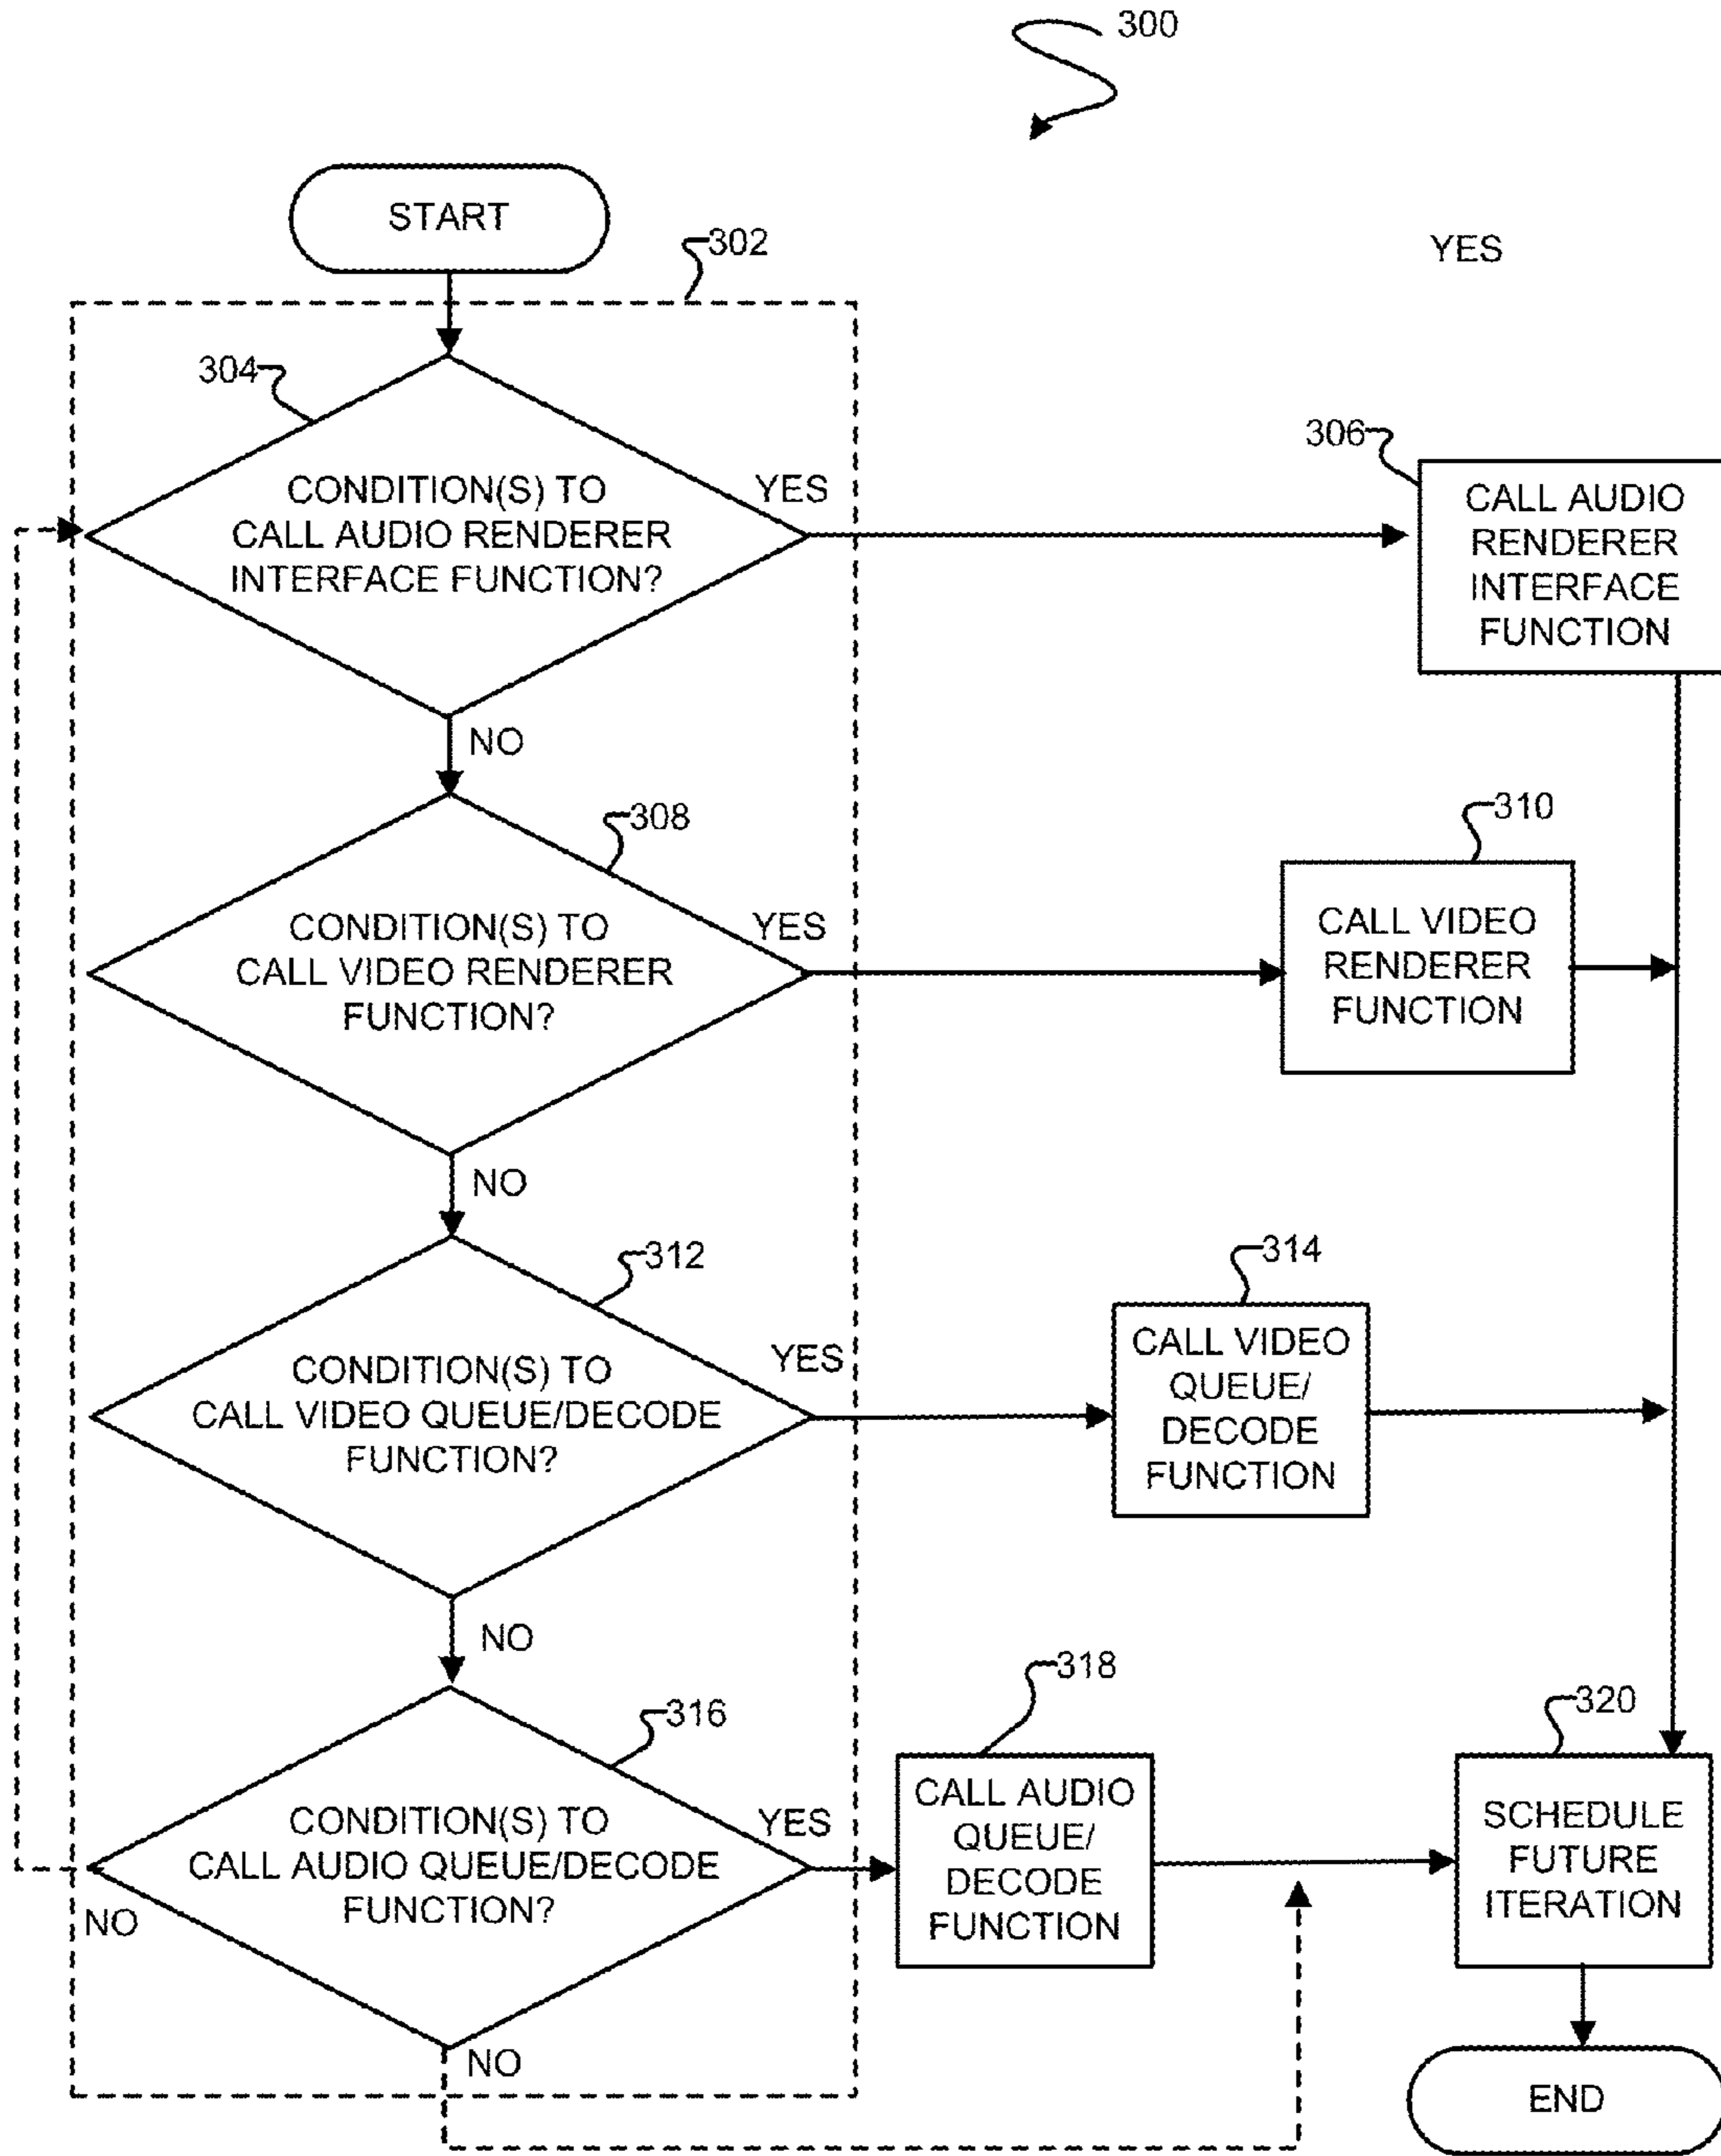 300
START
302
YES
304
CONDITION(S) TO
CALL AUDIO RENDERER
INTERFACE FUNCTION?
YES
306
CALL AUDIO
RENDERER
INTERFACE
FUNCTION
NO
308
CONDITION(S) TO
CALL VIDEO RENDERER
FUNCTION?
YES
310
CALL VIDEO
RENDERER
FUNCTION
NO
312
CONDITION(S) TO
CALL VIDEO QUEUE/DECODE
FUNCTION?
YES
314
CALL VIDEO
QUEUE/
DECODE
FUNCTION
NO
316
CONDITION(S) TO
CALL AUDIO QUEUE/DECODE
FUNCTION?
YES
NO
NO
318
CALL AUDIO
QUEUE/
DECODE
FUNCTION
320
SCHEDULE
FUTURE
ITERATION
END